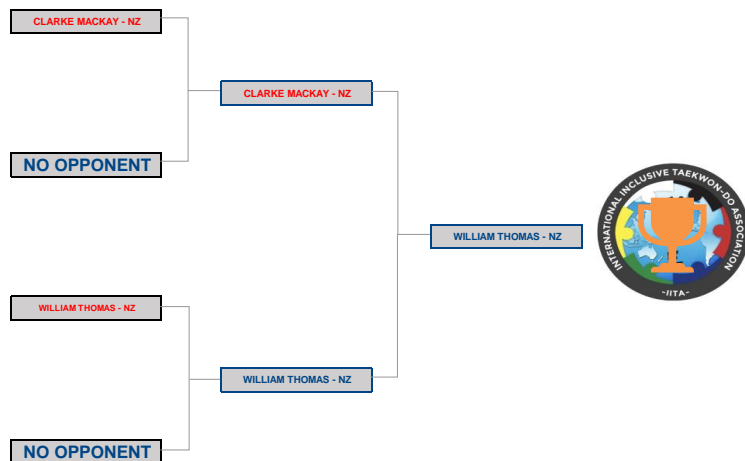 CLARKE MACKAY - NZ
CLARKE MACKAY - NZ
NO OPPONENT
WILLIAM THOMAS - NZ
INTERNATIONAL INCLUSIVE TAEKWON-DO ASSOCIATION
-IITA-
WILLIAM THOMAS - NZ
WILLIAM THOMAS - NZ
NO OPPONENT